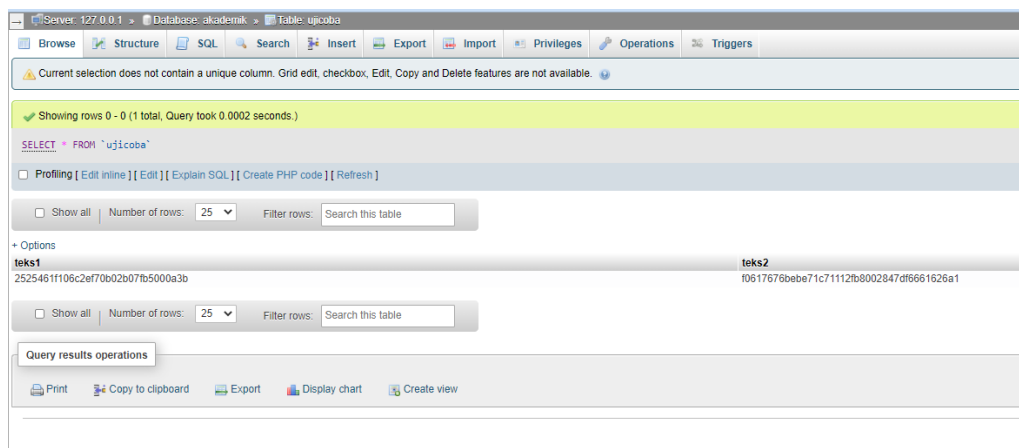 Server: 127.0.0.1 » Database: akademik » Table: ujicoba
Browse Structure SQL Search Insert Export Import Privileges Operations Triggers
Current selection does not contain a unique column. Grid edit, checkbox, Edit, Copy and Delete features are not available.
Showing rows 0 - 0 (1 total, Query took 0.0002 seconds.)
SELECT * FROM `ujicoba`
Profiling [ Edit inline ] [ Edit ] [ Explain SQL ] [ Create PHP code ] [ Refresh ]
Show all | Number of rows: 25 Filter rows: Search this table
+ Options
teks1 teks2
2525461f106c2ef70b02b07fb5000a3b f0617676bebe71c71112fb8002847df6661626a1
Show all | Number of rows: 25 Filter rows: Search this table
Query results operations
Print Copy to clipboard Export Display chart Create view